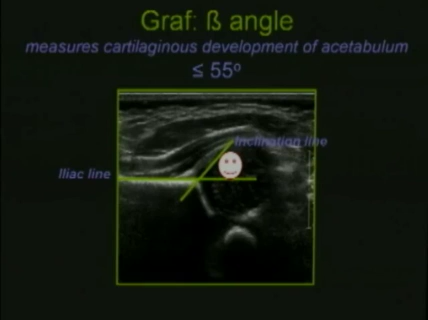 Graf: ß angle
measures cartilaginous development of acetabulum
≤ 55º
Inclination line
Iliac line